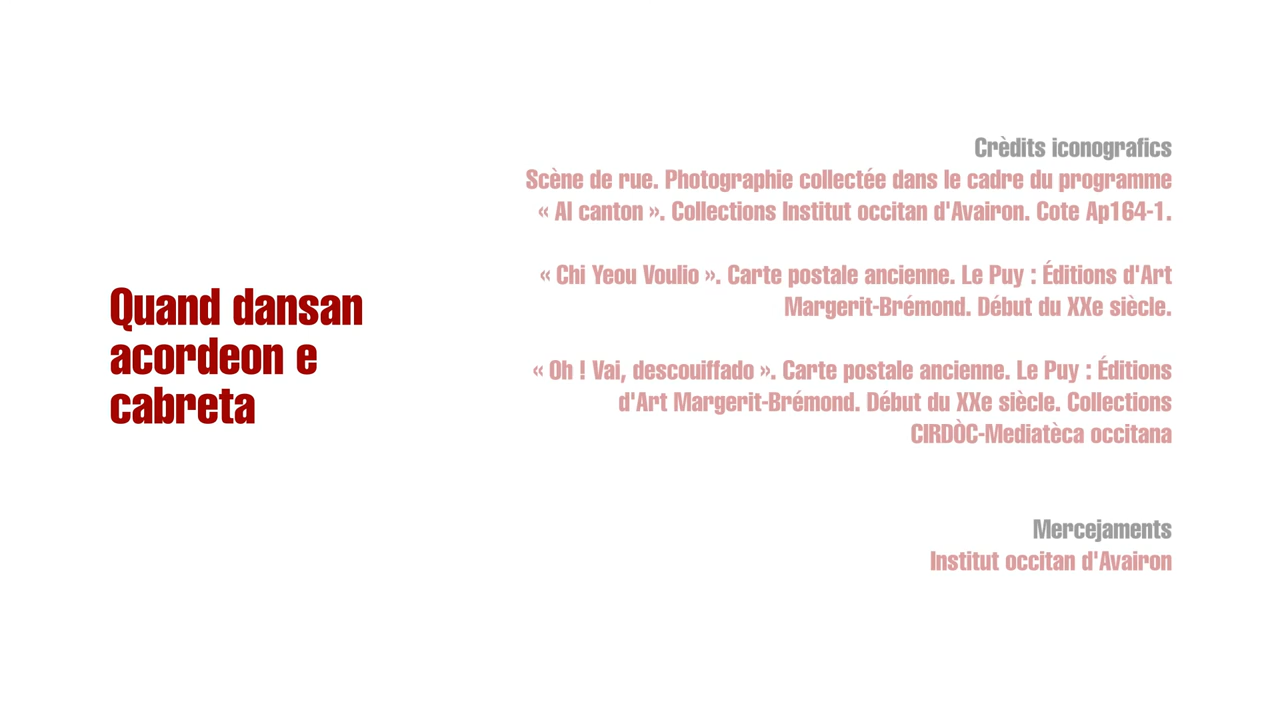 Quand dansan
acordeon e
cabreta
Crèdits iconografics
Scène de rue. Photographie collectée dans le cadre du programme
« Al canton ». Collections Institut occitan d'Avairon. Cote Ap164-1.
« Chi Yeou Voulio ». Carte postale ancienne. Le Puy : Éditions d'Art
Margerit-Brémond. Début du XXe siècle.
« Oh ! Vai, descouiffado ». Carte postale ancienne. Le Puy : Éditions
d'Art Margerit-Brémond. Début du XXe siècle. Collections
CIRDÒC-Mediatèca occitana
Mercejaments
Institut occitan d'Avairon